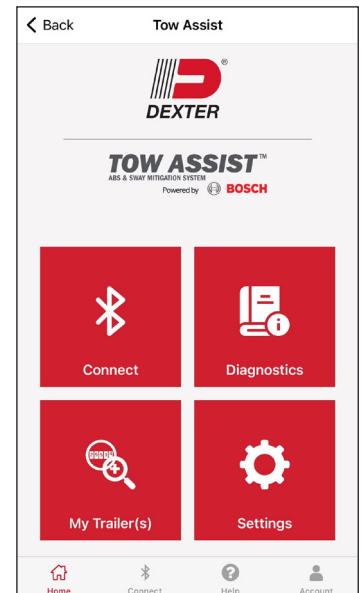 Back Tow Assist
®
DEXTER
TOW ASSIST™
ABS & SWAY MITIGATION SYSTEM
Powered by BOSCH
Connect Diagnostics
My Trailer(s) Settings
Home Connect Help Account